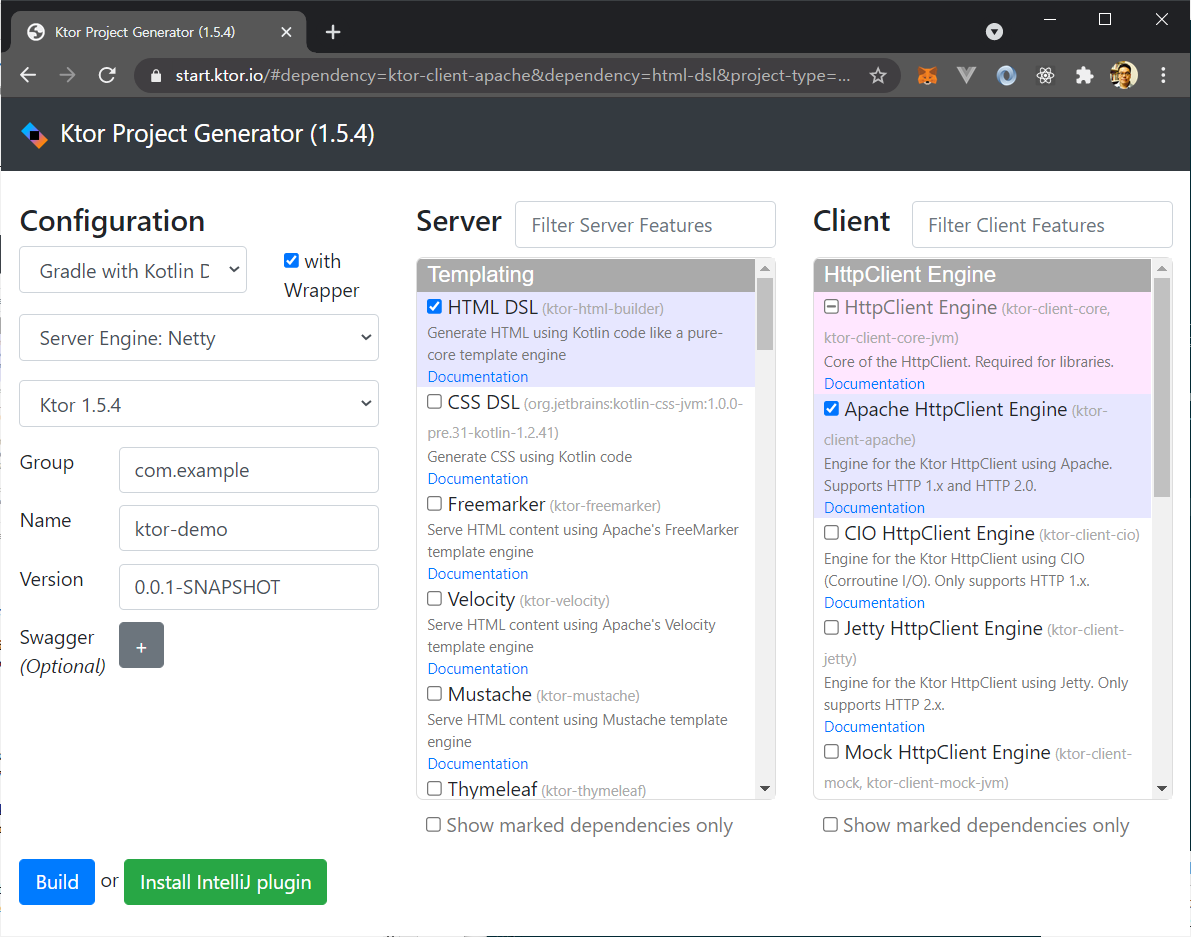 Ktor Project Generator (1.5.4)
start.ktor.io/#dependency=ktor-client-apache&dependency=html-dsl&project-type=...
Ktor Project Generator (1.5.4)
Configuration
Gradle with Kotlin D
with
Wrapper
Server Engine: Netty
Ktor 1.5.4
Group
com.example
Name
ktor-demo
Version
0.0.1-SNAPSHOT
Swagger
(Optional)
+
Server
Filter Server Features
Templating
HTML DSL (ktor-html-builder)
Generate HTML using Kotlin code like a pure-
core template engine
Documentation
CSS DSL (org.jetbrains:kotlin-css-jvm:1.0.0-
pre.31-kotlin-1.2.41)
Generate CSS using Kotlin code
Documentation
Freemarker (ktor-freemarker)
Serve HTML content using Apache's FreeMarker
template engine
Documentation
Velocity (ktor-velocity)
Serve HTML content using Apache's Velocity
template engine
Documentation
Mustache (ktor-mustache)
Serve HTML content using Mustache template
engine
Documentation
Thymeleaf (ktor-thymeleaf)
Show marked dependencies only
Client
Filter Client Features
HttpClient Engine
HttpClient Engine (ktor-client-core,
ktor-client-core-jvm)
Core of the HttpClient. Required for libraries.
Documentation
Apache HttpClient Engine (ktor-
client-apache)
Engine for the Ktor HttpClient using Apache.
Supports HTTP 1.x and HTTP 2.0.
Documentation
CIO HttpClient Engine (ktor-client-cio)
Engine for the Ktor HttpClient using CIO
(Corroutine I/O). Only supports HTTP 1.x.
Documentation
Jetty HttpClient Engine (ktor-client-
jetty)
Engine for the Ktor HttpClient using Jetty. Only
supports HTTP 2.x.
Documentation
Mock HttpClient Engine (ktor-client-
mock, ktor-client-mock-jvm)
Show marked dependencies only
Build or Install IntelliJ plugin